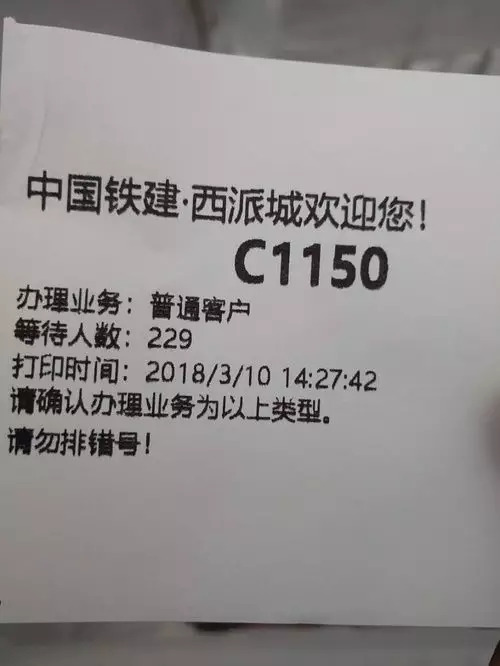 中国铁建·西派城欢迎您!
C1150
办理业务: 普通客户
等待人数: 229
打印时间: 2018/3/10 14:27:42
请确认办理业务为以上类型。
请勿排错号!